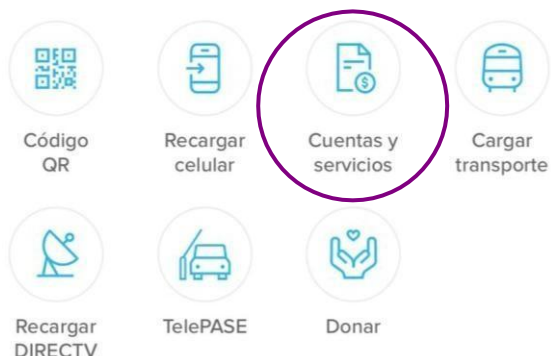 Código
QR
Recargar
celular
Cuentas y
servicios
Cargar
transporte
Recargar
DIRECTV
TelePASE
Donar